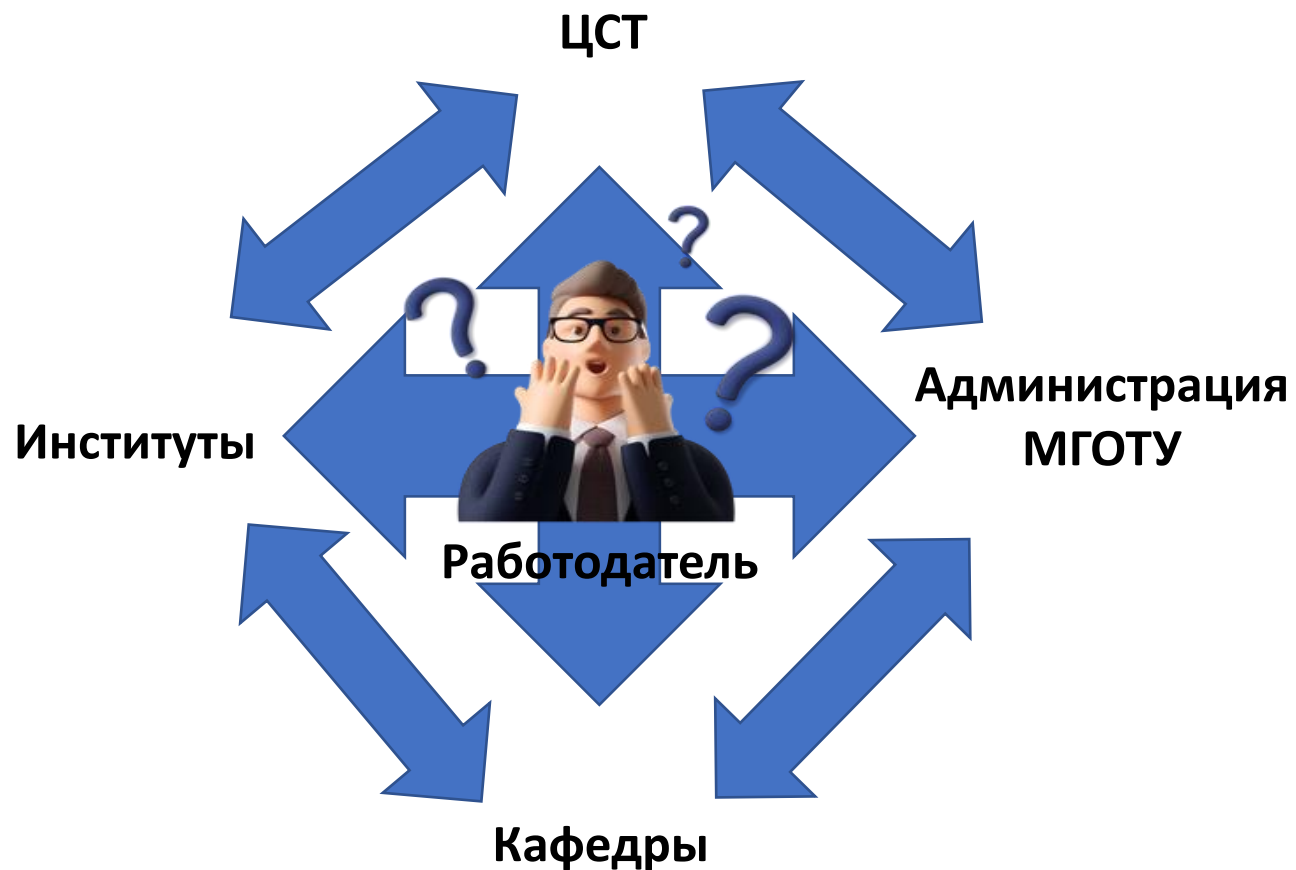 ЦСТ
Институты
Администрация
МГОТУ
Работодатель
Кафедры